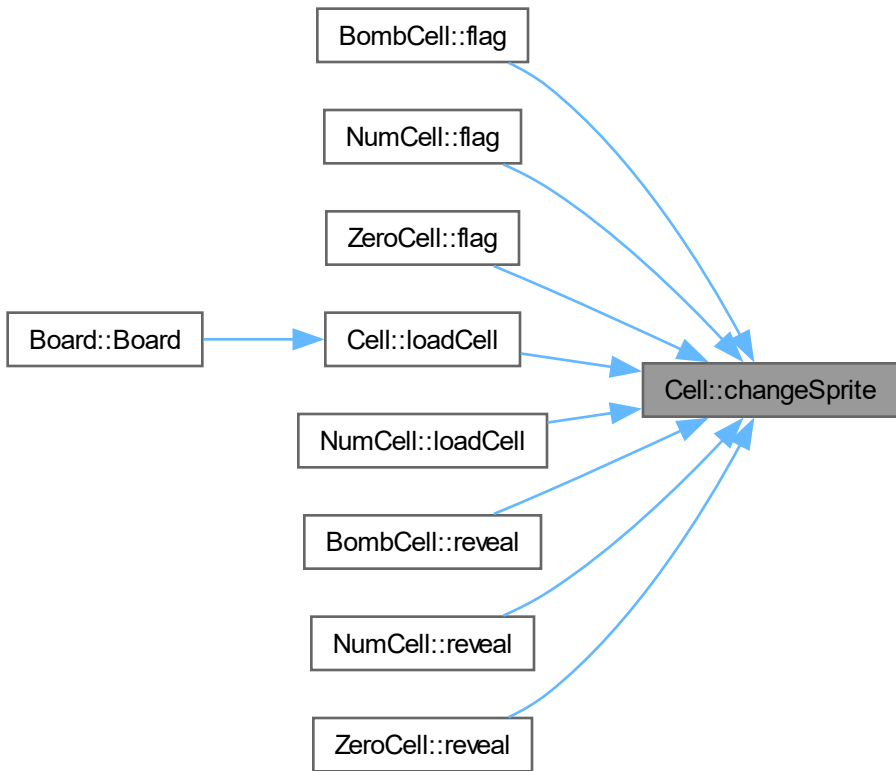 BombCell::flag
NumCell::flag
ZeroCell::flag
Board::Board
Cell::loadCell
Cell::changeSprite
NumCell::loadCell
BombCell::reveal
NumCell::reveal
ZeroCell::reveal